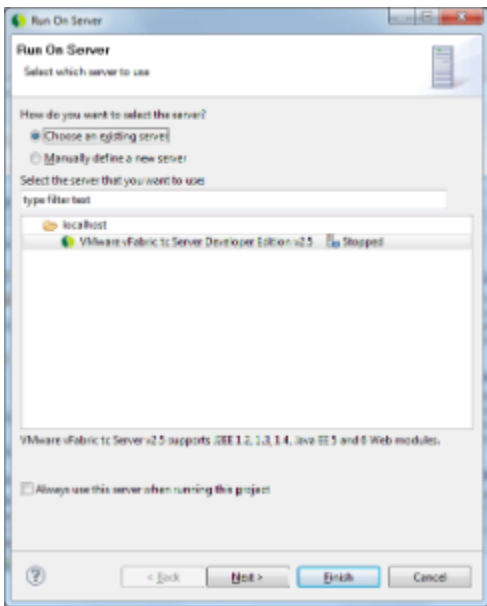 Run On Server
Run On Server
Select which server to use
How do you want to select the server?
Choose an existing server
Manually define a new server
Select the server that you want to use:
type filter text
localhost
VMware vFabric tc Server Developer Edition v2.5 Stopped
VMware vFabric tc Server v2.5 supports J2EE 1.2, 1.3, 1.4, Java EE 5 and 6 Web modules.
Always use this server when running this project
? < Back Next > Finish Cancel